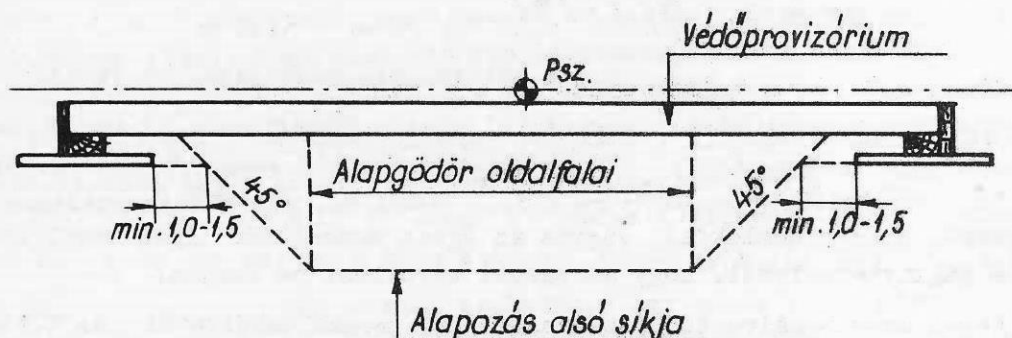 Védőprovizórium
Psz.
Alapgödör oldalfalai
45°
45°
min. 1,0-1,5
min. 1,0-1,5
Alapozás alsó síkja